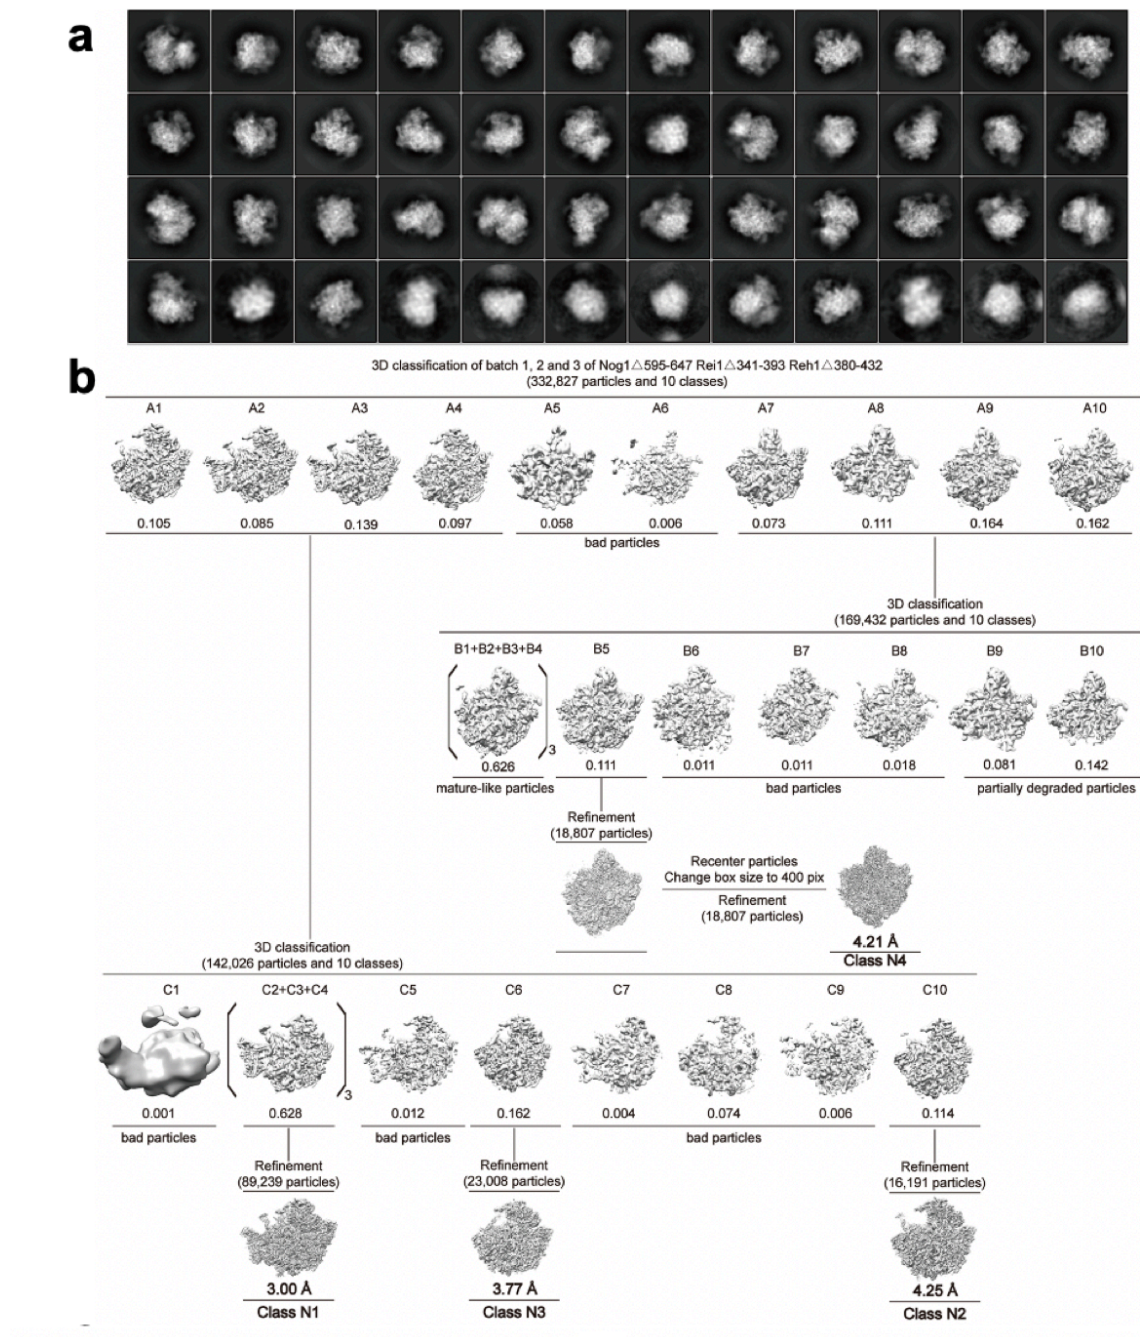 a
b
3D classification of batch 1, 2 and 3 of Nog1△595-647 Rei1△341-393 Reh1△380-432
(332,827 particles and 10 classes)
A1 A2 A3 A4 A5 A6 A7 A8 A9 A10
0.105 0.085 0.139 0.097 0.058 0.006 0.073 0.111 0.164 0.162
bad particles
3D classification
(169,432 particles and 10 classes)
B1+B2+B3+B4 B5 B6 B7 B8 B9 B10
3
0.626 0.111 0.011 0.011 0.018 0.081 0.142
mature-like particles bad particles partially degraded particles
Refinement
(18,807 particles)
Recenter particles
Change box size to 400 pix
Refinement
(18,807 particles)
4.21 Å
Class N4
3D classification
(142,026 particles and 10 classes)
C1 C2+C3+C4 C5 C6 C7 C8 C9 C10
3
0.001 0.628 0.012 0.162 0.004 0.074 0.006 0.114
bad particles bad particles bad particles
Refinement Refinement Refinement
(89,239 particles) (23,008 particles) (16,191 particles)
3.00 Å 3.77 Å 4.25 Å
Class N1 Class N3 Class N2